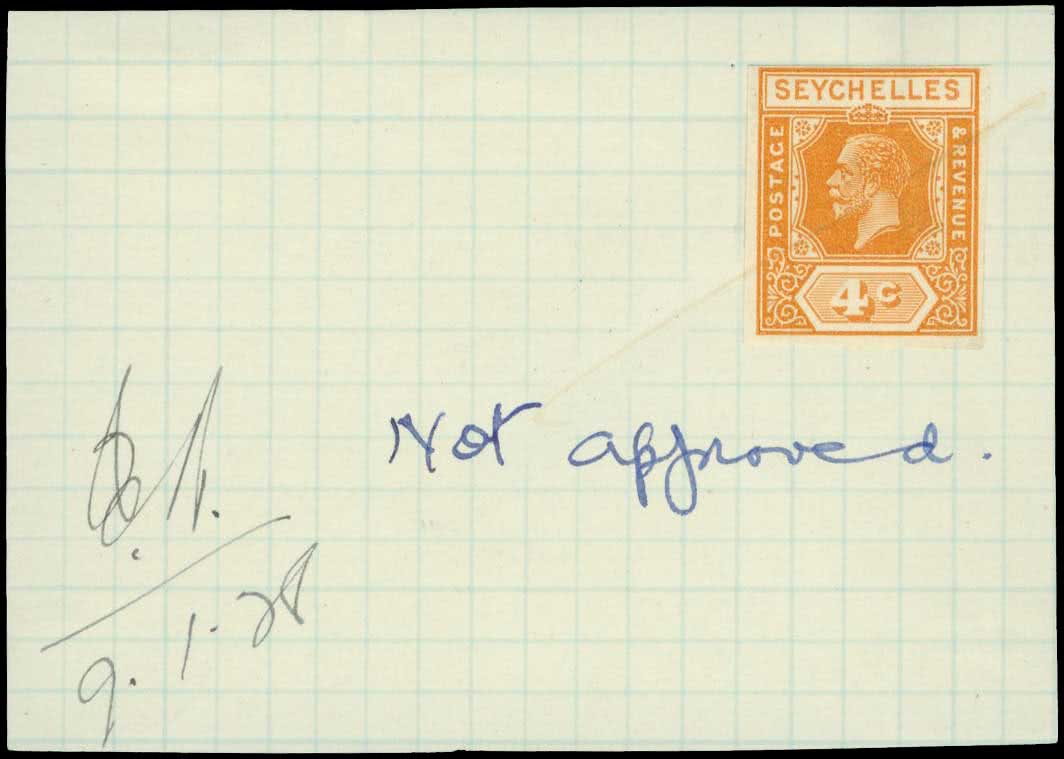 SEYCHELLES
POSTAGE
& REVENUE
4c
Not approved.
9.1.28